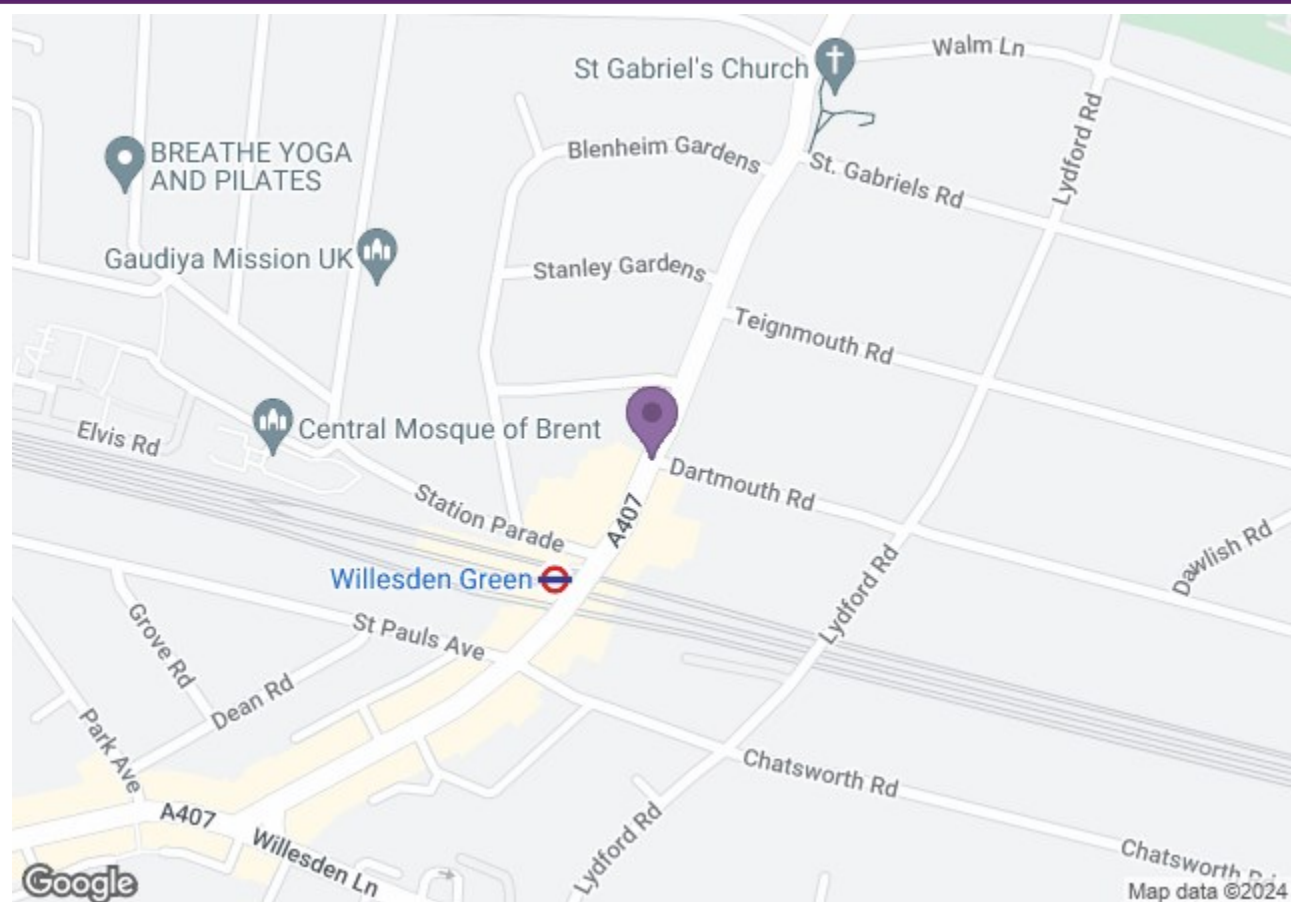 Walm Ln
St Gabriel's Church
Lydford Rd
Blenheim Gardens
BREATHE YOGA
AND PILATES
St. Gabriels Rd
Gaudiya Mission UK
Stanley Gardens
Teignmouth Rd
Elvis Rd
Central Mosque of Brent
Dartmouth Rd
Station Parade
A407
Dawlish Rd
Willesden Green
Lydford Rd
Grove Rd
St Pauls Ave
Dean Rd
Park Ave
Chatsworth Rd
A407
Willesden Ln
Lydford Rd
Chatsworth Rd
Google
Map data ©2024